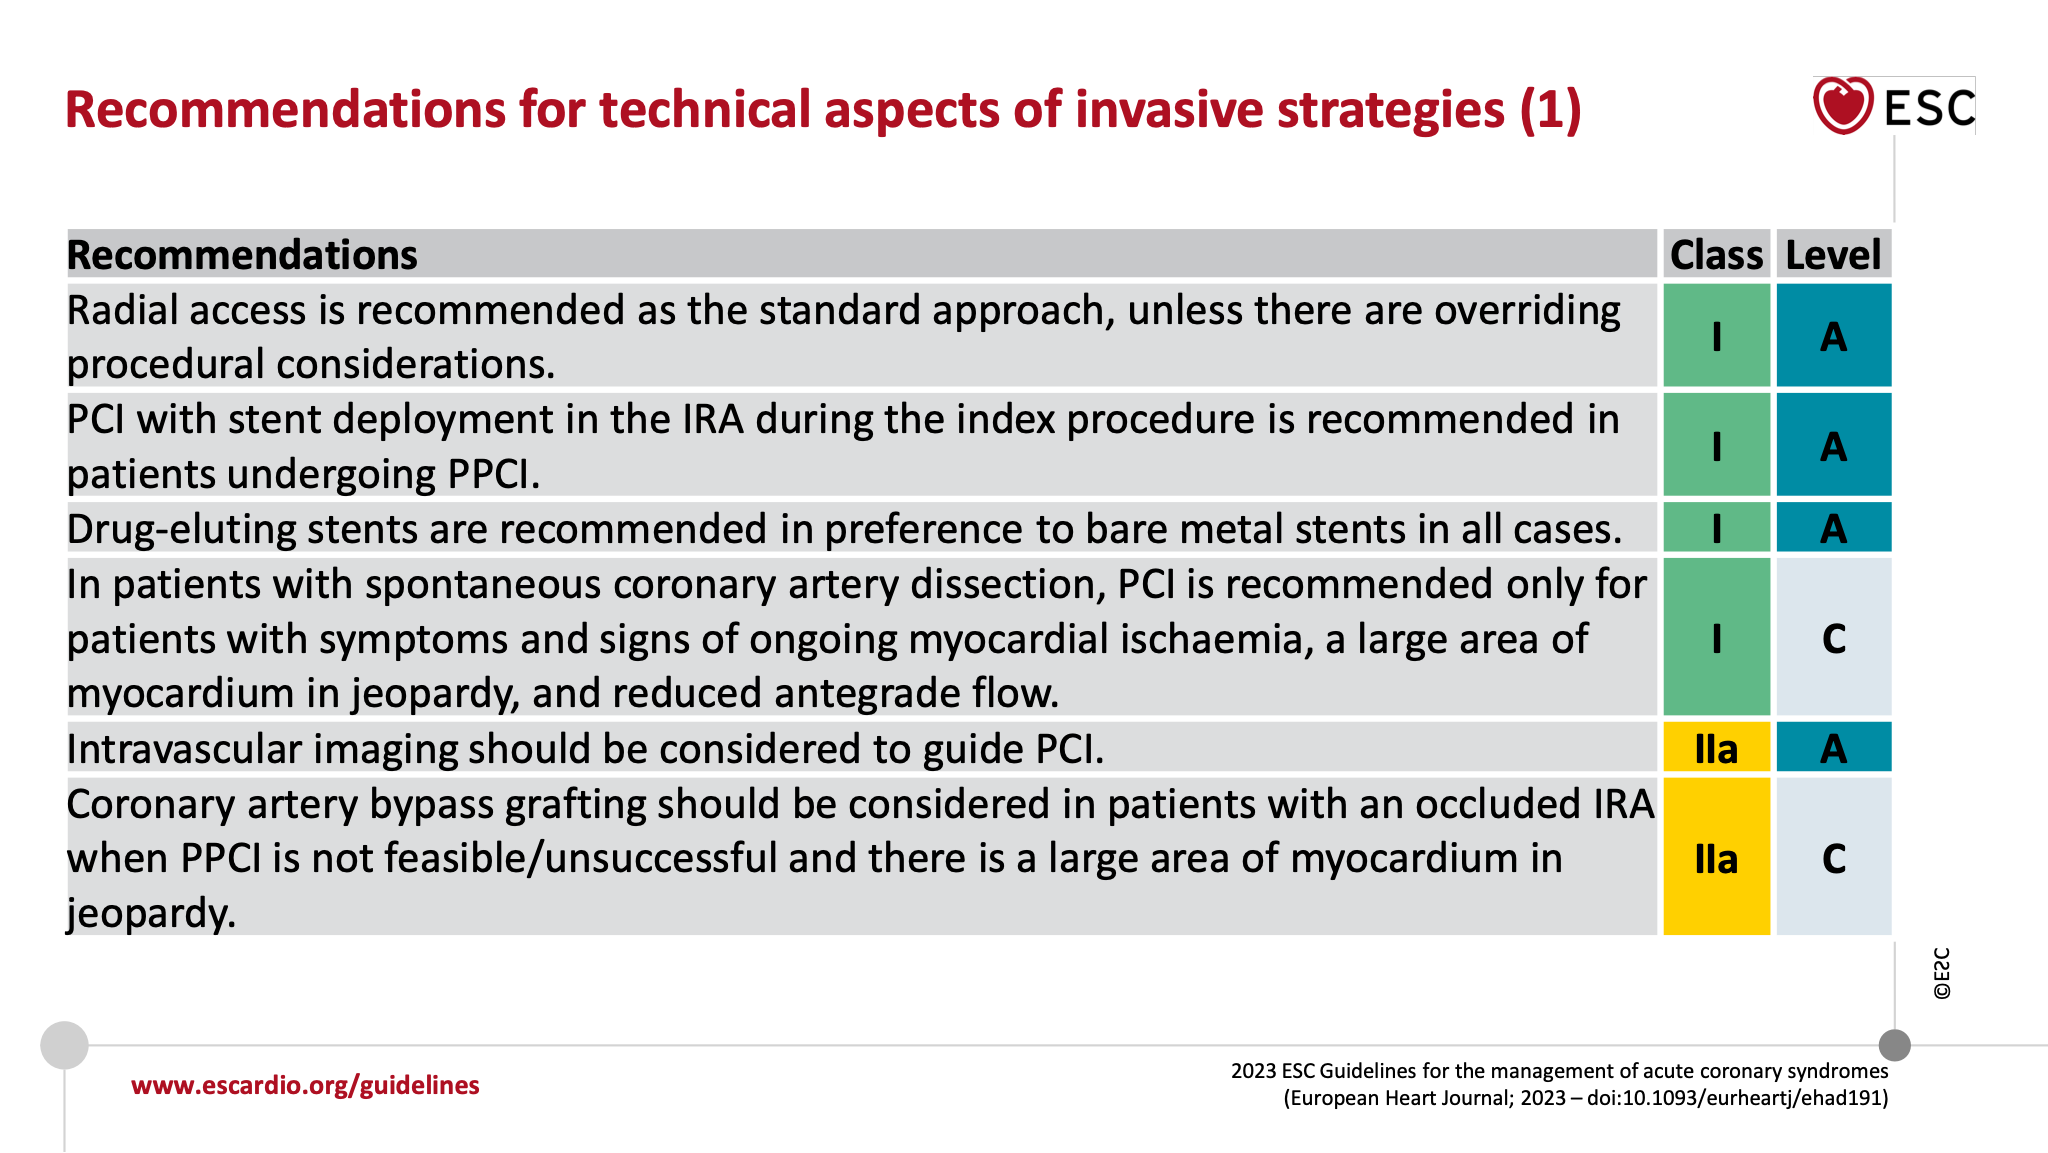 Recommendations for technical aspects of invasive strategies (1)
ESC
Recommendations Class Level
Radial access is recommended as the standard approach, unless there are overriding
procedural considerations.
I A
PCI with stent deployment in the IRA during the index procedure is recommended in
patients undergoing PPCI.
I A
Drug-eluting stents are recommended in preference to bare metal stents in all cases. I A
In patients with spontaneous coronary artery dissection, PCI is recommended only for
patients with symptoms and signs of ongoing myocardial ischaemia, a large area of
myocardium in jeopardy, and reduced antegrade flow.
I C
Intravascular imaging should be considered to guide PCI. IIa A
Coronary artery bypass grafting should be considered in patients with an occluded IRA
when PPCI is not feasible/unsuccessful and there is a large area of myocardium in
jeopardy.
IIa C
©ESC
www.escardio.org/guidelines
2023 ESC Guidelines for the management of acute coronary syndromes
(European Heart Journal; 2023 – doi:10.1093/eurheartj/ehad191)